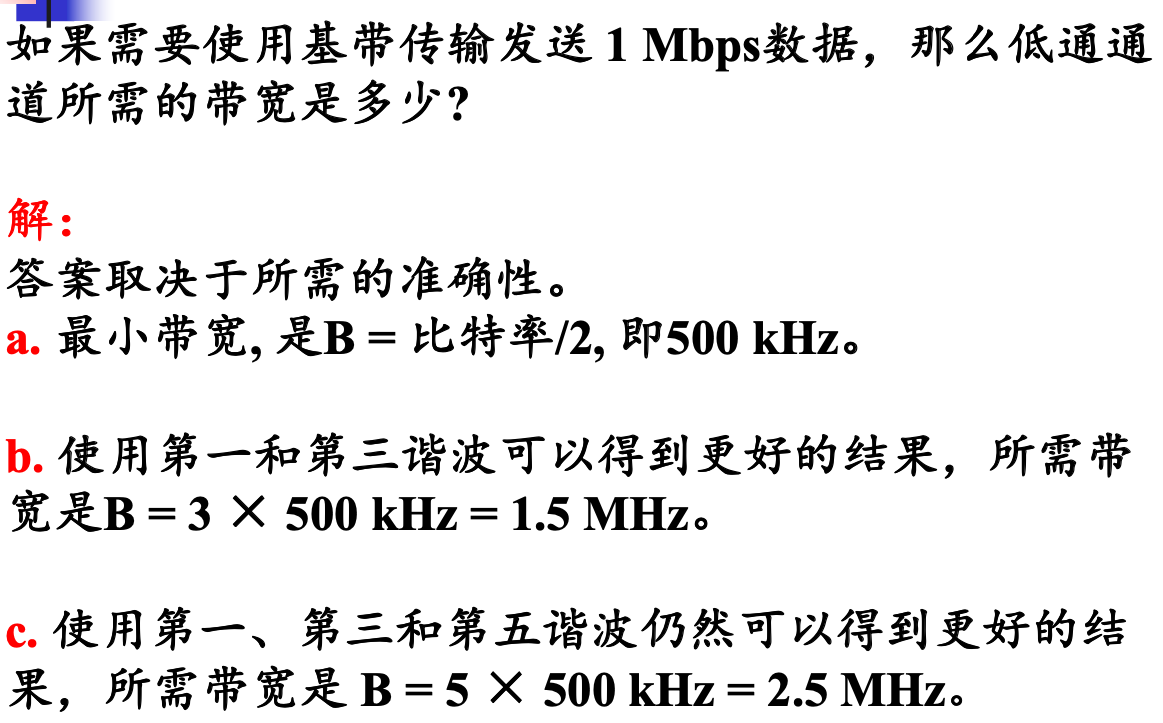 如果需要使用基带传输发送 1 Mbps数据，那么低通通
道所需的带宽是多少?
解：
答案取决于所需的准确性。
a. 最小带宽, 是B = 比特率/2, 即500 kHz。
b. 使用第一和第三谐波可以得到更好的结果，所需带
宽是B = 3 × 500 kHz = 1.5 MHz。
c. 使用第一、第三和第五谐波仍然可以得到更好的结
果，所需带宽是 B = 5 × 500 kHz = 2.5 MHz。